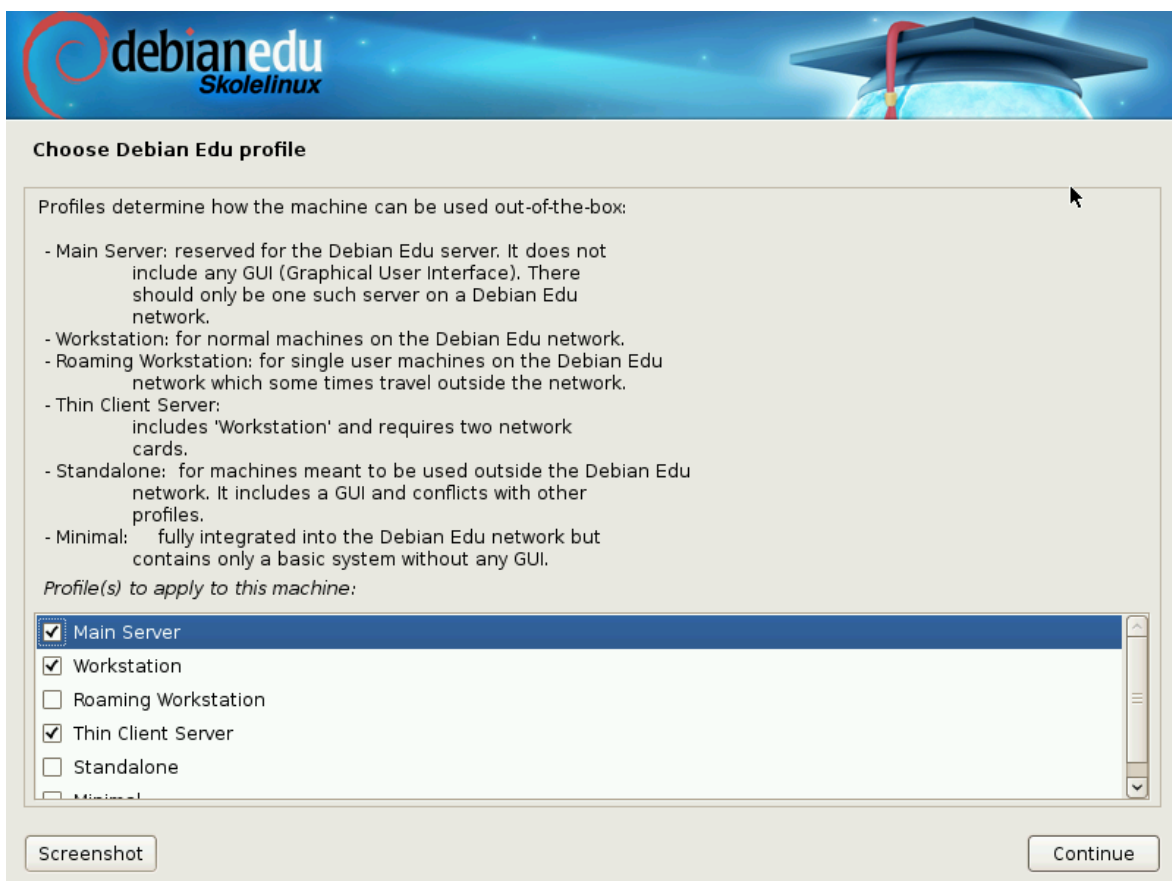 debianedu
Skolelinux
Choose Debian Edu profile
Profiles determine how the machine can be used out-of-the-box:
- Main Server: reserved for the Debian Edu server. It does not
include any GUI (Graphical User Interface). There
should only be one such server on a Debian Edu
network.
- Workstation: for normal machines on the Debian Edu network.
- Roaming Workstation: for single user machines on the Debian Edu
network which some times travel outside the network.
- Thin Client Server:
includes 'Workstation' and requires two network
cards.
- Standalone: for machines meant to be used outside the Debian Edu
network. It includes a GUI and conflicts with other
profiles.
- Minimal: fully integrated into the Debian Edu network but
contains only a basic system without any GUI.
Profile(s) to apply to this machine:
Main Server
Workstation
Roaming Workstation
Thin Client Server
Standalone
Minimal
Screenshot
Continue